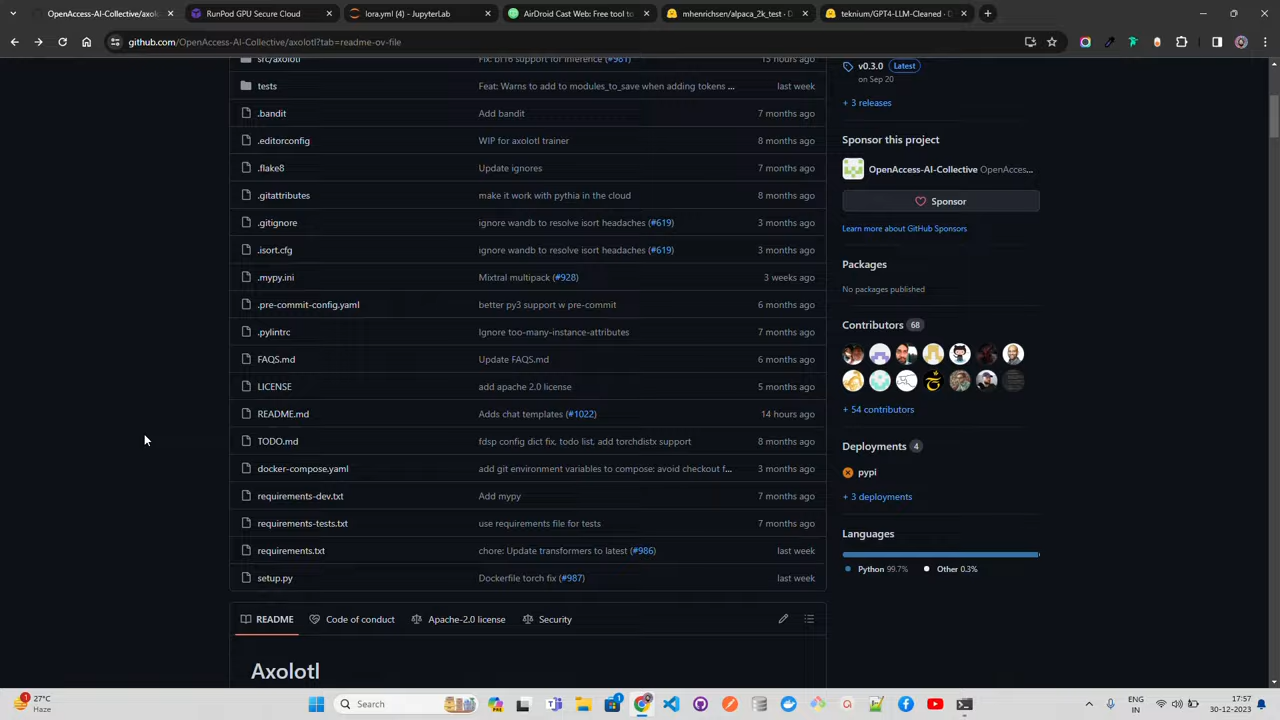 OpenAccess-AI-Collective/axol
RunPod GPU Secure Cloud
lora.yml (4) - JupyterLab
AirDroid Cast Web: Free tool to
mhenrichsen/alpaca_2k_test · D
teknium/GPT4-LLM-Cleaned · D
github.com/OpenAccess-AI-Collective/axolotl?tab=readme-ov-file
src/axolotl Fix: bf16 support for inference (#981) 15 hours ago
tests Feat: Warns to add to modules_to_save when adding tokens ... last week
.bandit Add bandit 7 months ago
.editorconfig WIP for axolotl trainer 8 months ago
.flake8 Update ignores 7 months ago
.gitattributes make it work with pythia in the cloud 8 months ago
.gitignore ignore wandb to resolve isort headaches (#619) 3 months ago
.isort.cfg ignore wandb to resolve isort headaches (#619) 3 months ago
.mypy.ini Mixtral multipack (#928) 3 weeks ago
.pre-commit-config.yaml better py3 support w pre-commit 6 months ago
.pylintrc Ignore too-many-instance-attributes 7 months ago
FAQS.md Update FAQS.md 6 months ago
LICENSE add apache 2.0 license 5 months ago
README.md Adds chat templates (#1022) 14 hours ago
TODO.md fdsp config dict fix, todo list, add torchdistx support 8 months ago
docker-compose.yaml add git environment variables to compose: avoid checkout f... 3 months ago
requirements-dev.txt Add mypy 7 months ago
requirements-tests.txt use requirements file for tests 7 months ago
requirements.txt chore: Update transformers to latest (#986) last week
setup.py Dockerfile torch fix (#987) last week
README Code of conduct Apache-2.0 license Security
Axolotl
v0.3.0 Latest
on Sep 20
+ 3 releases
Sponsor this project
OpenAccess-AI-Collective OpenAcces...
Sponsor
Learn more about GitHub Sponsors
Packages
No packages published
Contributors 68
+ 54 contributors
Deployments 4
pypi
+ 3 deployments
Languages
Python 99.7% Other 0.3%
1
27°C
Haze
Search
1
ENG
IN
17:57
30-12-2023